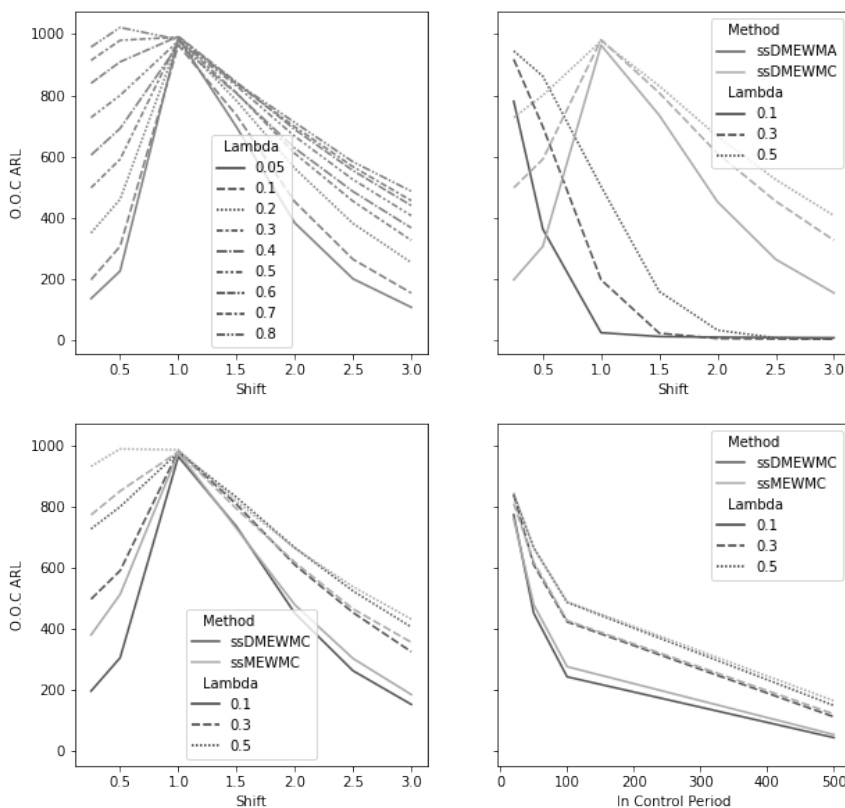 O.O.C ARL
1000
800
600
400
200
0
Lambda
0.05
0.1
0.2
0.3
0.4
0.5
0.6
0.7
0.8
0.5 1.0 1.5 2.0 2.5 3.0
Shift
Method
ssDMEWMA
ssDMEWMC
Lambda
0.1
0.3
0.5
0.5 1.0 1.5 2.0 2.5 3.0
Shift
O.O.C ARL
1000
800
600
400
200
0
Method
ssDMEWMC
ssMEWMC
Lambda
0.1
0.3
0.5
0.5 1.0 1.5 2.0 2.5 3.0
Shift
Method
ssDMEWMC
ssMEWMC
Lambda
0.1
0.3
0.5
0 100 200 300 400 500
In Control Period